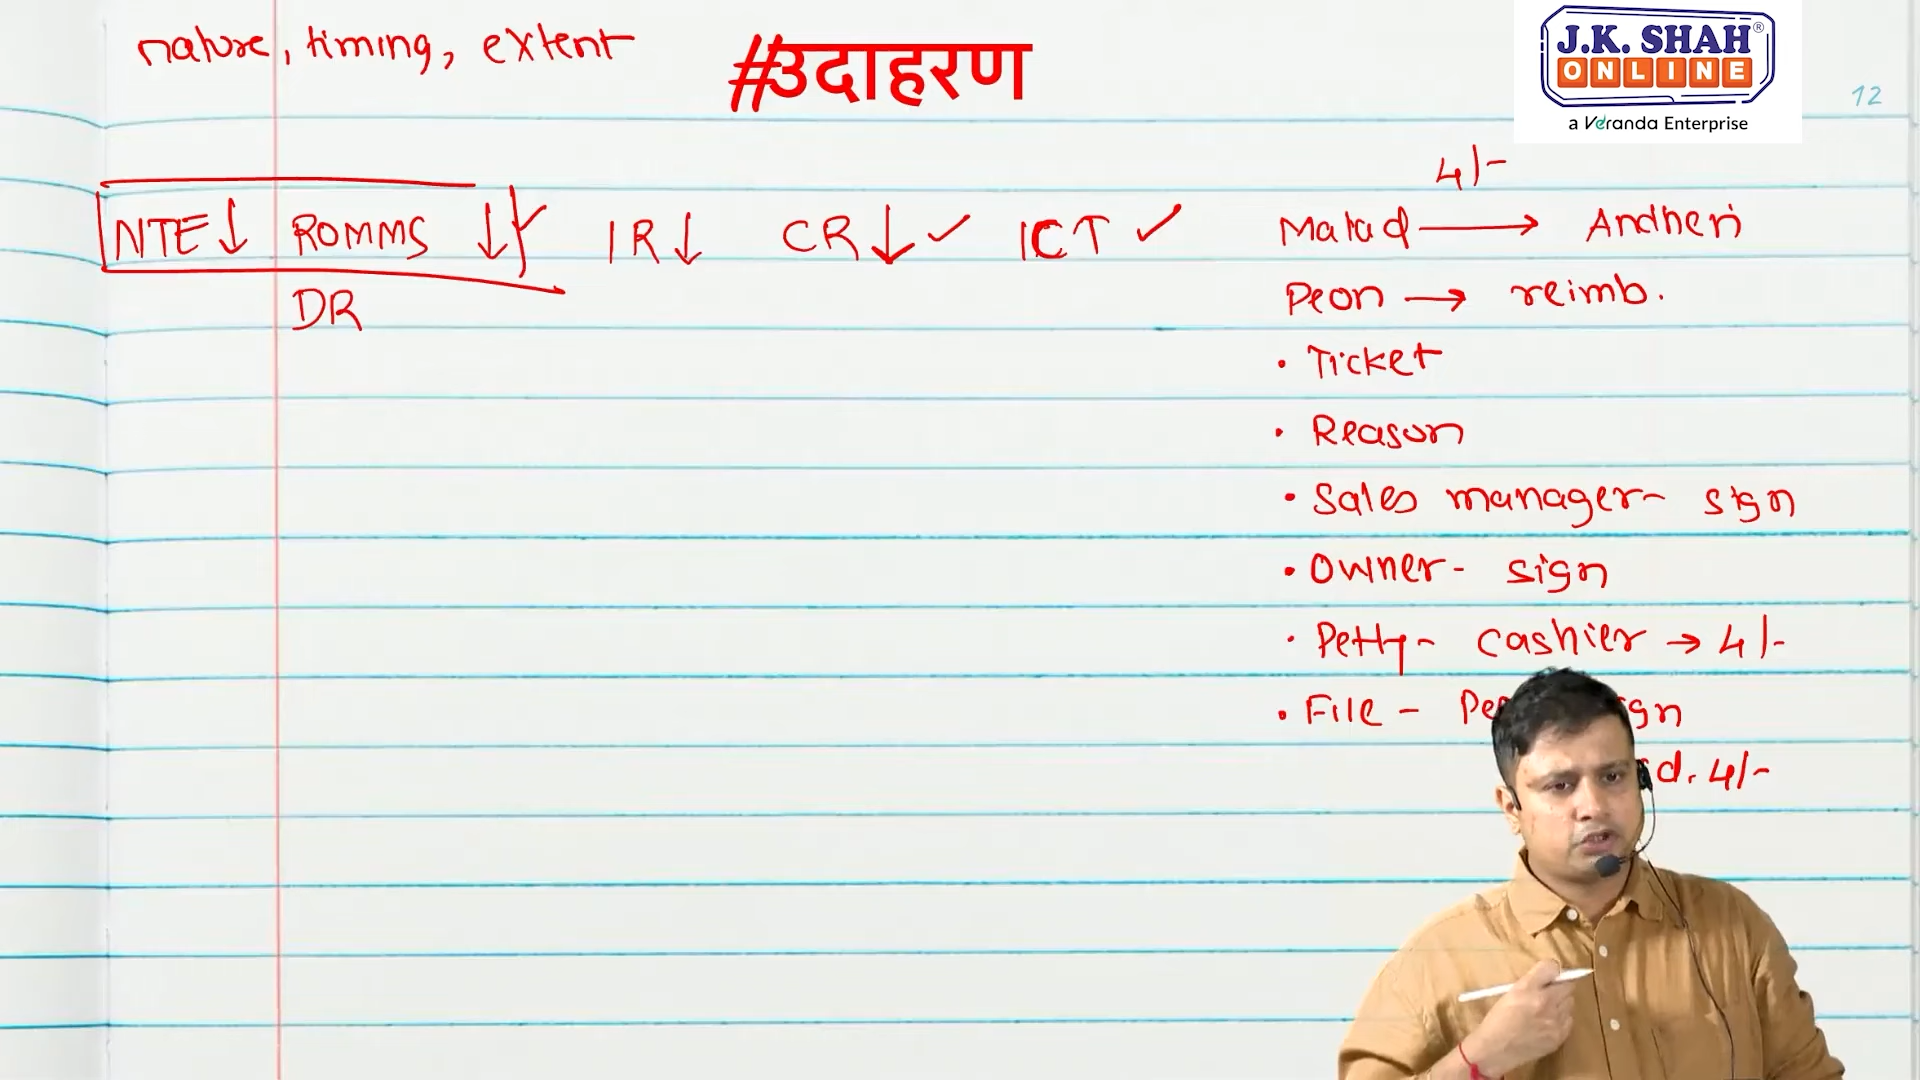 nature, timing, extent
#उदाहरण
J.K. SHAH®
ONLINE
a Veranda Enterprise
12
4/-
NTE↓ ROMMS ↓ IR↓ CR↓ ✓ ICT ✓
DR
Malad → Andheri
Peon → reimb.
• Ticket
• Reason
• Sales manager- sign
• Owner- sign
• Petty- cashier → 4/-
• File -
4/-